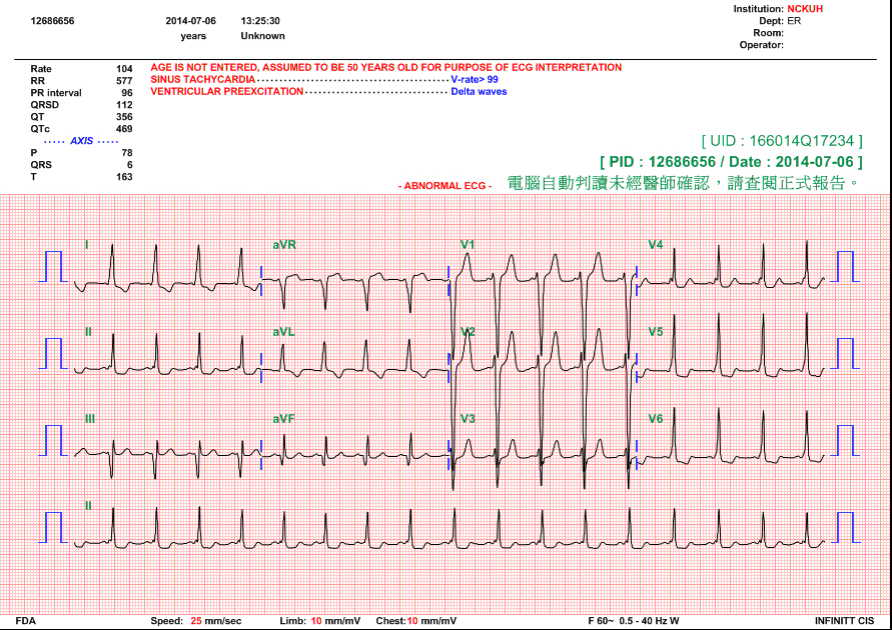 Institution: NCKUH
12686656 2014-07-06 13:25:30 Dept: ER
years Unknown Room:
Operator:
Rate 104 AGE IS NOT ENTERED, ASSUMED TO BE 50 YEARS OLD FOR PURPOSE OF ECG INTERPRETATION
RR 577 SINUS TACHYCARDIA - - - - - - - - - - - - - - - - - - - - - - - - - - - - - - - - - - - - - - - V-rate> 99
PR interval 96 VENTRICULAR PREEXCITATION - - - - - - - - - - - - - - - - - - - - - - - - - - - - - Delta waves
QRSD 112
QT 356
QTc 469
----- AXIS -----
P 78 [ UID : 166014Q17234 ]
QRS 6 [ PID : 12686656 / Date : 2014-07-06 ]
T 163
- ABNORMAL ECG - 電腦自動判讀未經醫師確認，請查閱正式報告。
I aVR V1 V4
II aVL V2 V5
III aVF V3 V6
II
FDA Speed: 25 mm/sec Limb: 10 mm/mV Chest: 10 mm/mV F 60~ 0.5 - 40 Hz W INFINITT CIS